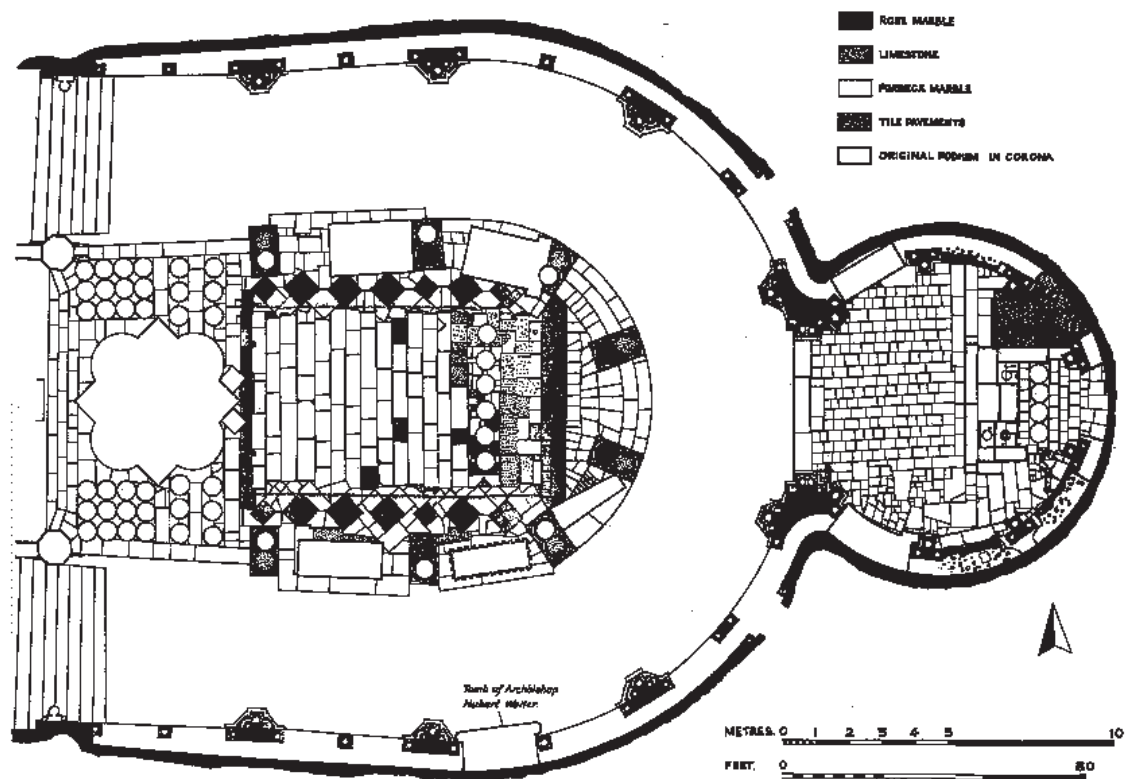 ROSE MARBLE
LIMESTONE
PURBECK MARBLE
TILE PAVEMENTS
ORIGINAL PODIUM IN CORONA
Tomb of Archbishop
Hubert Walter.
METRES 0 1 2 3 4 5 10
FEET 0